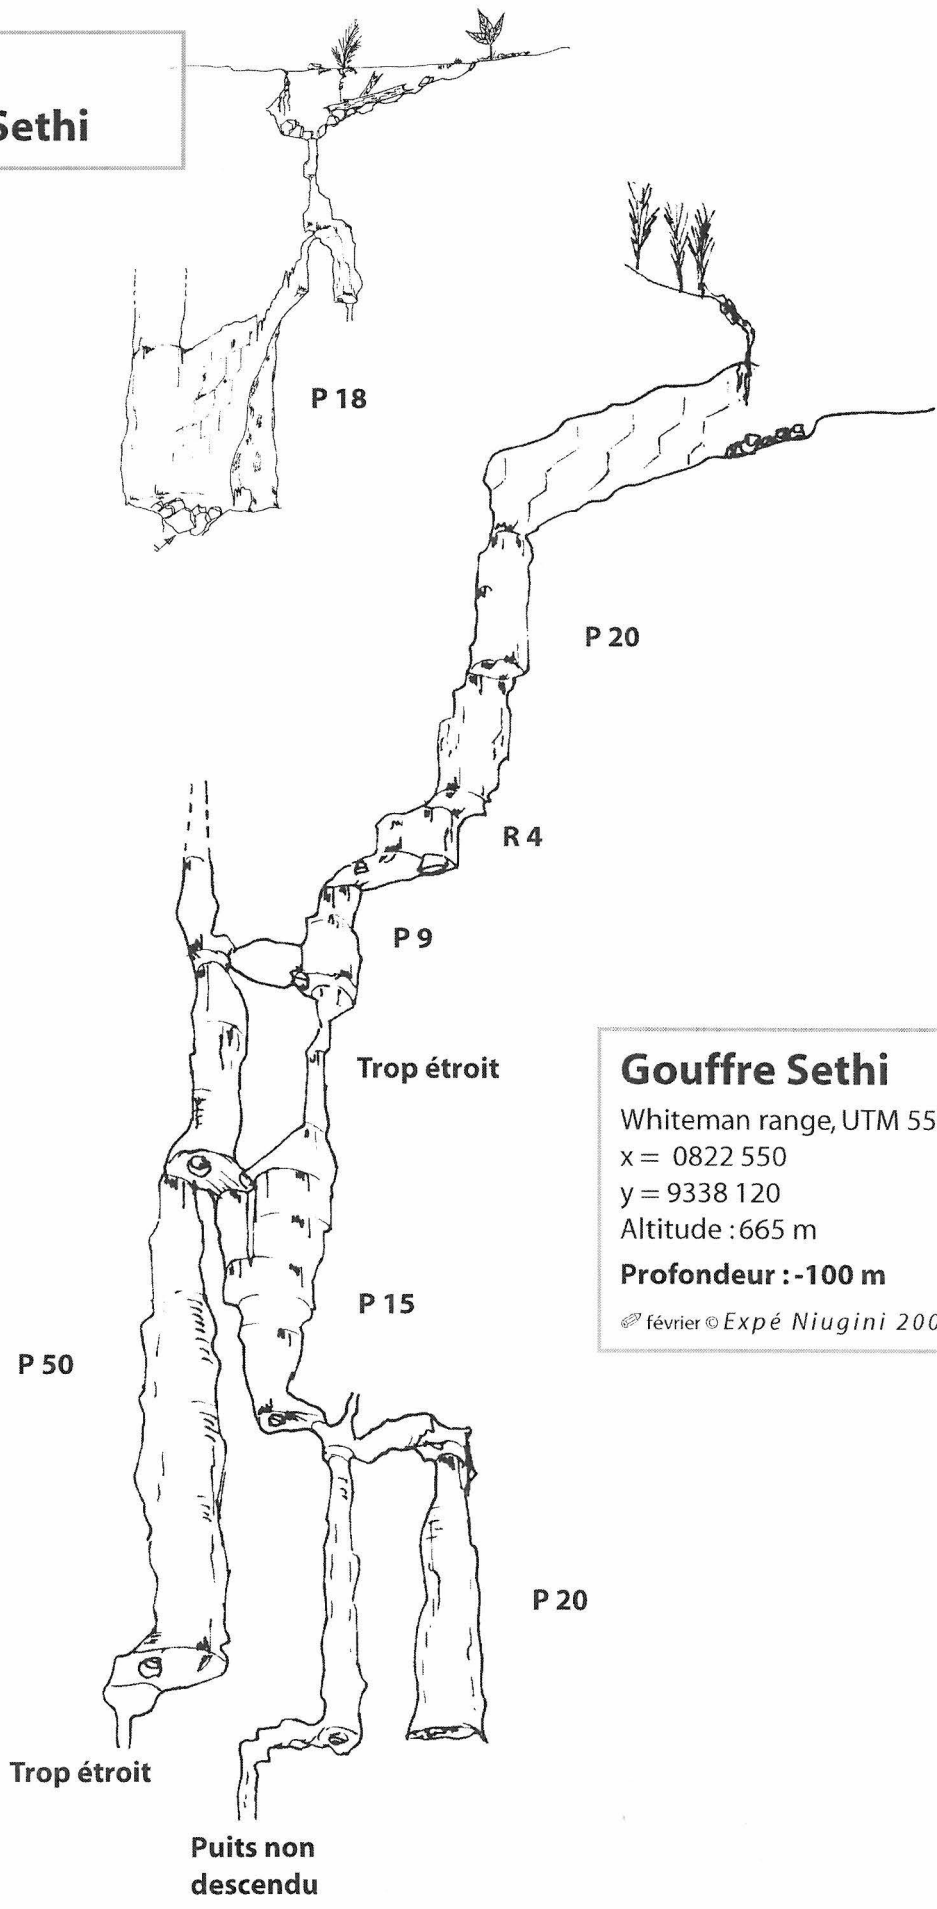 Sethi
P 18
P 20
R 4
P 9
Trop étroit
Gouffre Sethi
Whiteman range, UTM 55
x = 0822 550
y = 9338 120
Altitude : 665 m
Profondeur : -100 m
février © Expé Niugini 200
P 15
P 50
P 20
Trop étroit
Puits non
descendu